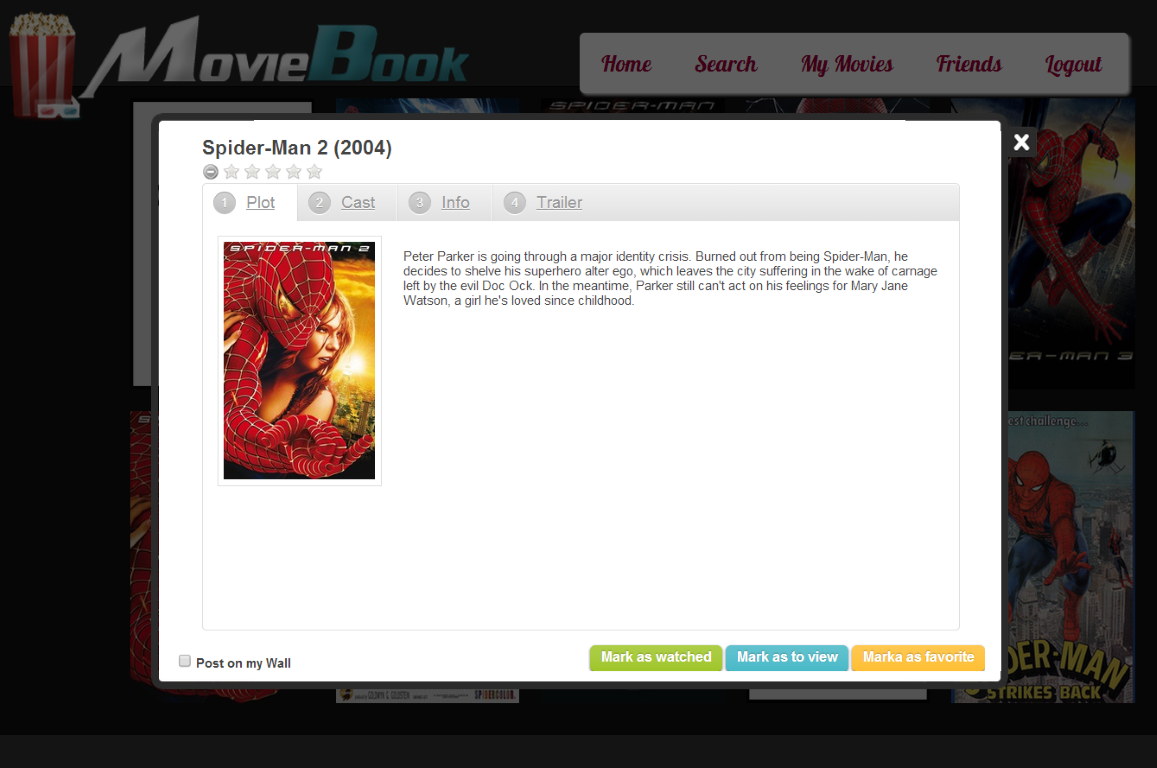 MovieBook
Home Search My Movies Friends Logout
SPIDER-MAN
Spider-Man 2 (2004)
1 Plot 2 Cast 3 Info 4 Trailer
SPIDER-MAN 2
Peter Parker is going through a major identity crisis. Burned out from being Spider-Man, he
decides to shelve his superhero alter ego, which leaves the city suffering in the wake of carnage
left by the evil Doc Ock. In the meantime, Parker still can't act on his feelings for Mary Jane
Watson, a girl he's loved since childhood.
DER-MAN 3
est challenge...
DER-MAN
STRIKES BACK
Post on my Wall
Mark as watched Mark as to view Marka as favorite